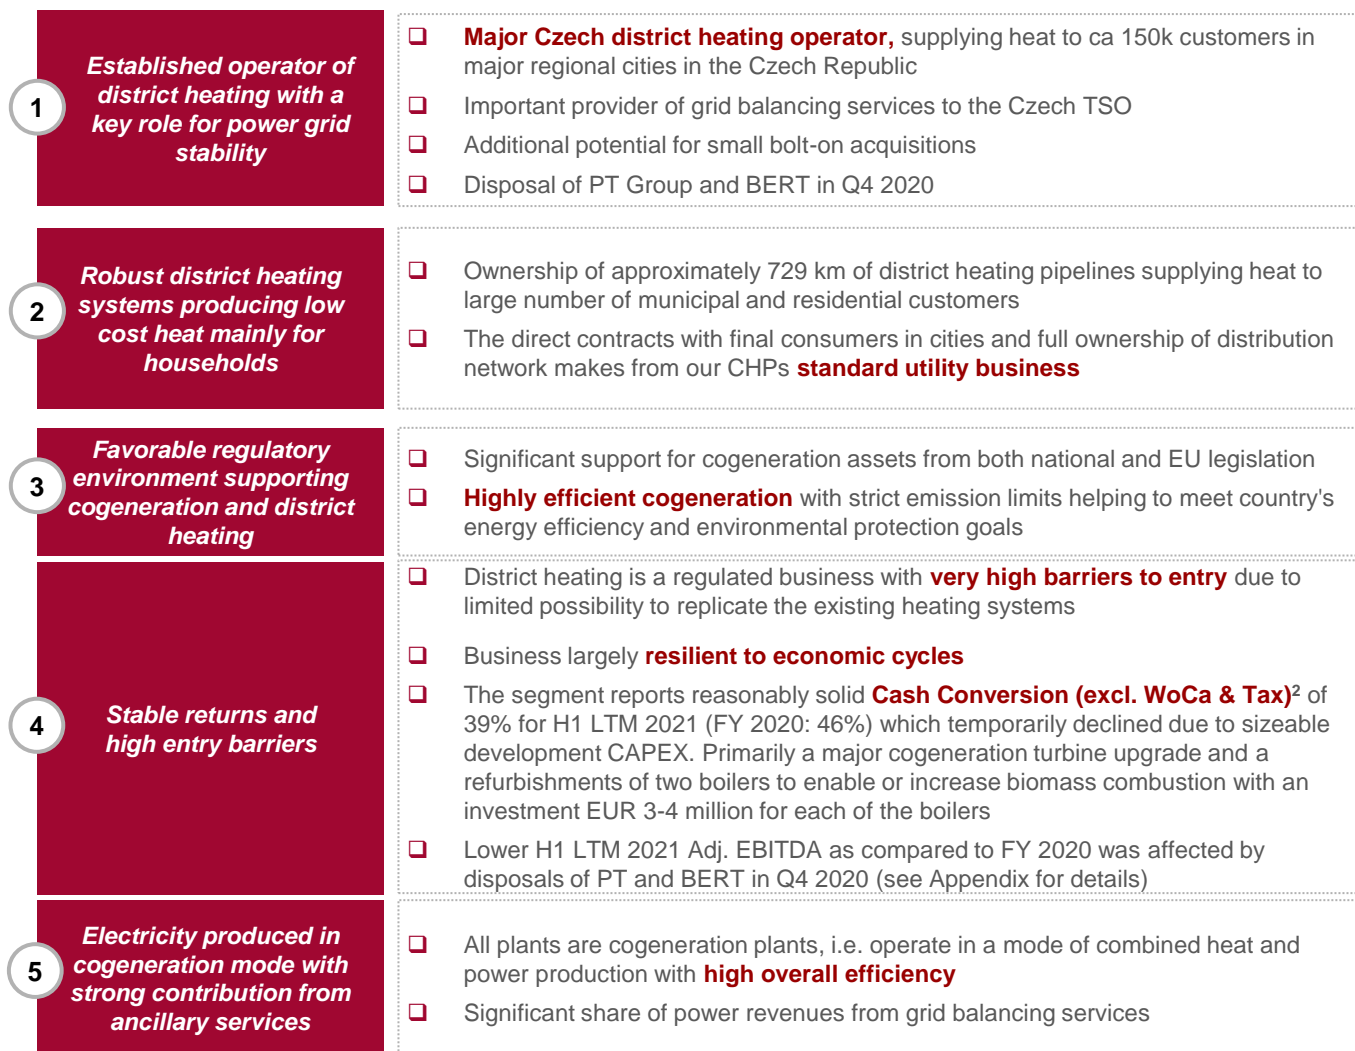 1
Established operator of
district heating with a
key role for power grid
stability
❑ Major Czech district heating operator, supplying heat to ca 150k customers in
major regional cities in the Czech Republic
❑ Important provider of grid balancing services to the Czech TSO
❑ Additional potential for small bolt-on acquisitions
❑ Disposal of PT Group and BERT in Q4 2020
2
Robust district heating
systems producing low
cost heat mainly for
households
❑ Ownership of approximately 729 km of district heating pipelines supplying heat to
large number of municipal and residential customers
❑ The direct contracts with final consumers in cities and full ownership of distribution
network makes from our CHPs standard utility business
3
Favorable regulatory
environment supporting
cogeneration and district
heating
❑ Significant support for cogeneration assets from both national and EU legislation
❑ Highly efficient cogeneration with strict emission limits helping to meet country's
energy efficiency and environmental protection goals
4
Stable returns and
high entry barriers
❑ District heating is a regulated business with very high barriers to entry due to
limited possibility to replicate the existing heating systems
❑ Business largely resilient to economic cycles
❑ The segment reports reasonably solid Cash Conversion (excl. WoCa & Tax)² of
39% for H1 LTM 2021 (FY 2020: 46%) which temporarily declined due to sizeable
development CAPEX. Primarily a major cogeneration turbine upgrade and a
refurbishments of two boilers to enable or increase biomass combustion with an
investment EUR 3-4 million for each of the boilers
❑ Lower H1 LTM 2021 Adj. EBITDA as compared to FY 2020 was affected by
disposals of PT and BERT in Q4 2020 (see Appendix for details)
5
Electricity produced in
cogeneration mode with
strong contribution from
ancillary services
❑ All plants are cogeneration plants, i.e. operate in a mode of combined heat and
power production with high overall efficiency
❑ Significant share of power revenues from grid balancing services